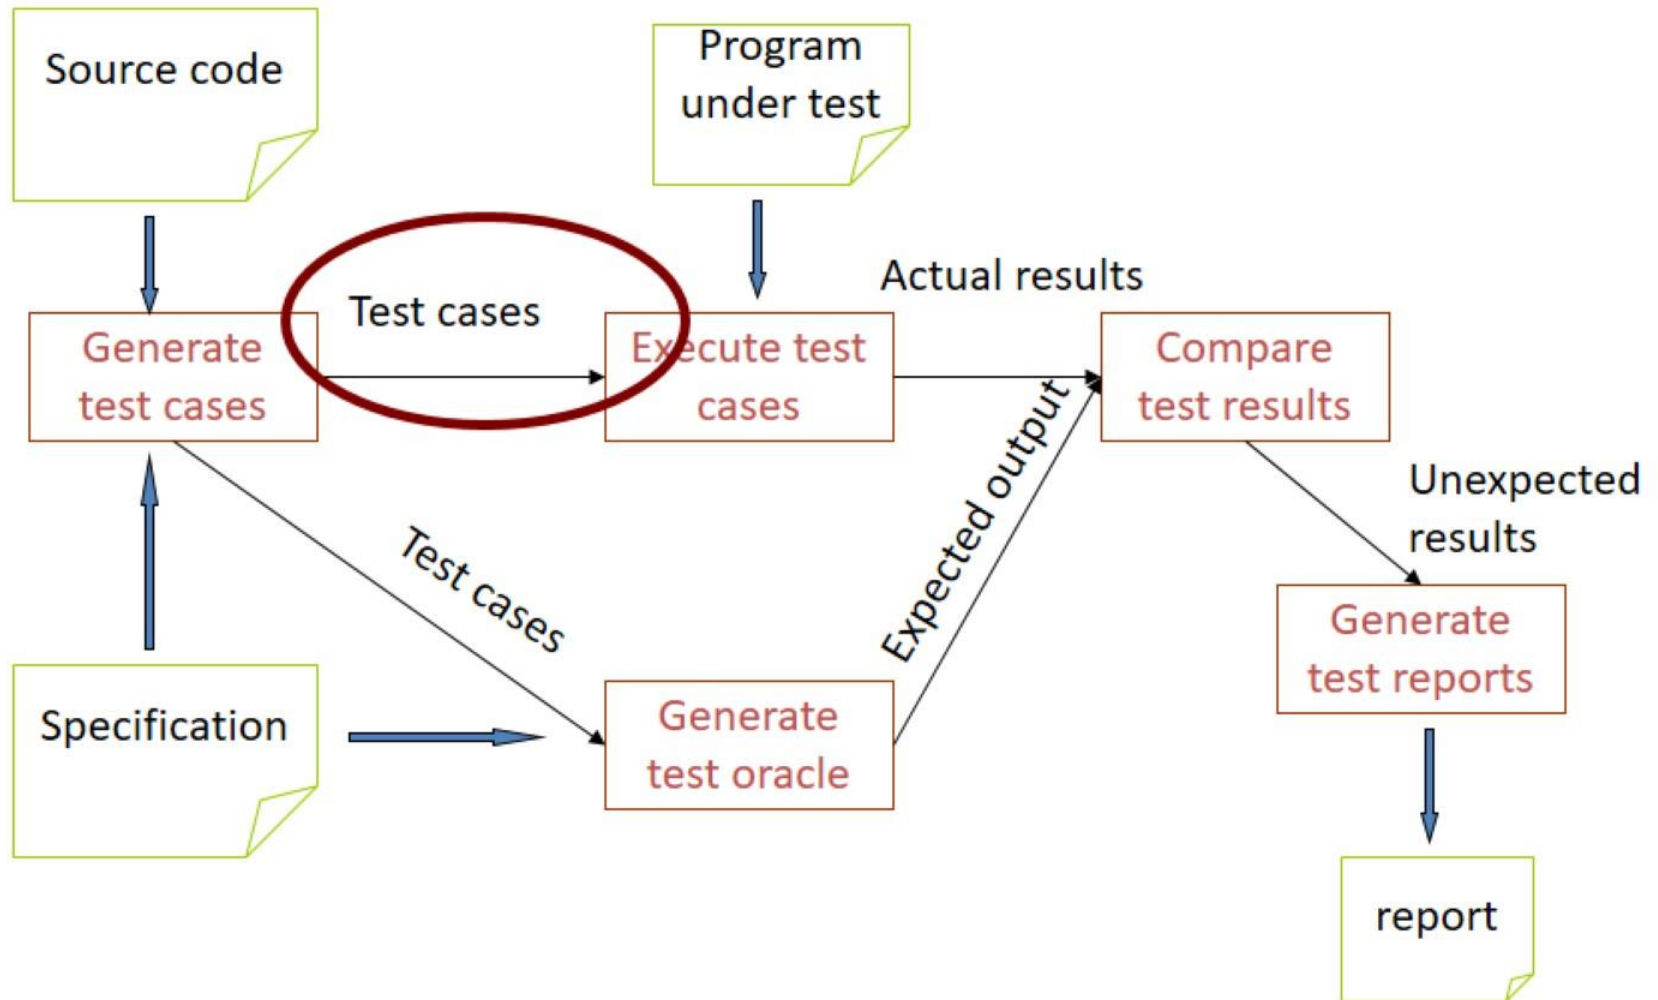 Source code
Program
under test
Test cases
Actual results
Generate
test cases
Execute test
cases
Compare
test results
Test cases
Expected output
Unexpected
results
Specification
Generate
test oracle
Generate
test reports
report